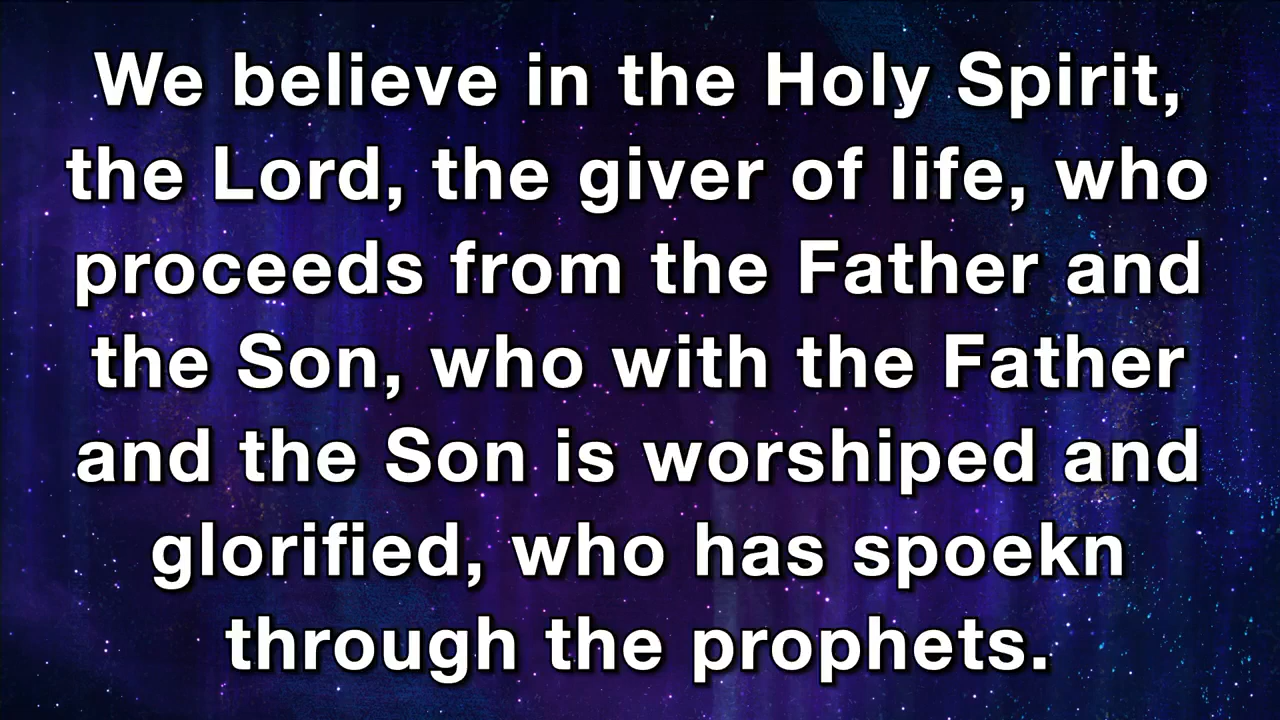 We believe in the Holy Spirit,
the Lord, the giver of life, who
proceeds from the Father and
the Son, who with the Father
and the Son is worshiped and
glorified, who has spoekn
through the prophets.